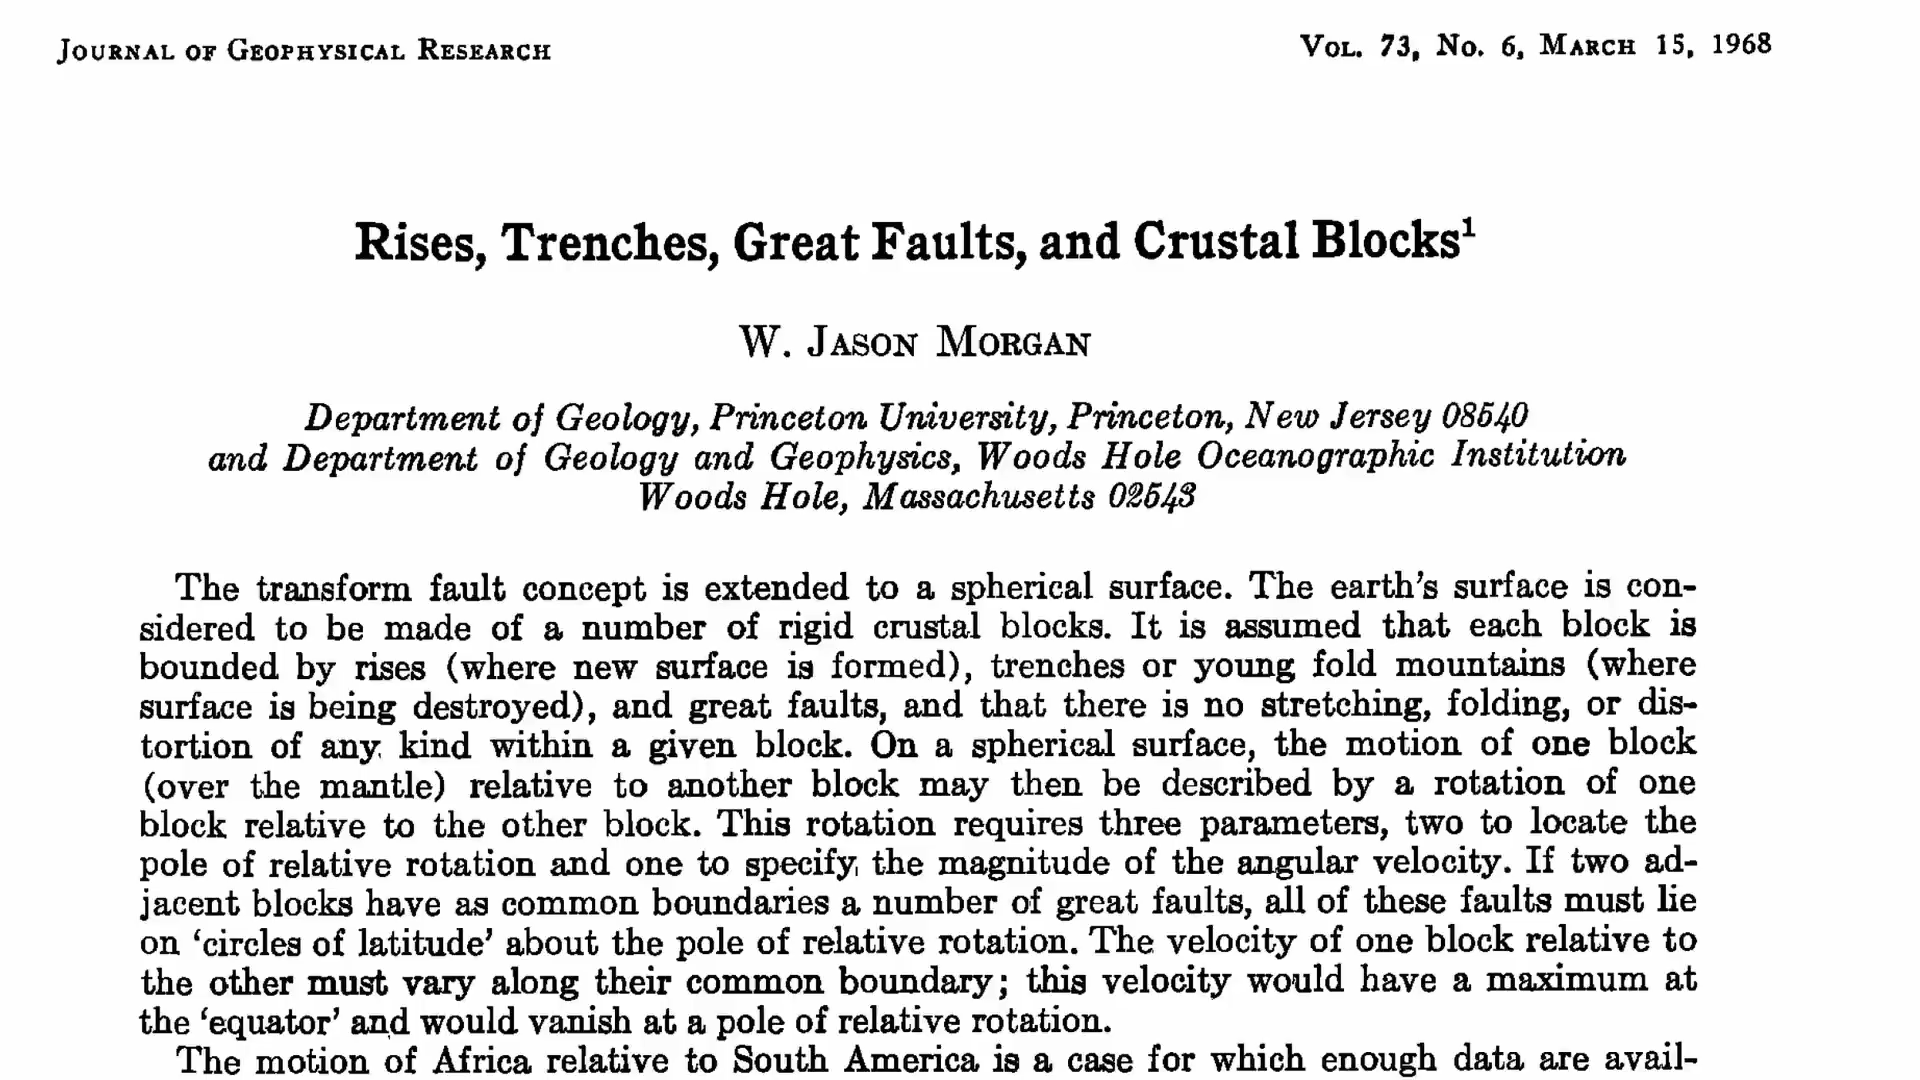 JOURNAL OF GEOPHYSICAL RESEARCH
VOL. 73, NO. 6, MARCH 15, 1968
Rises, Trenches, Great Faults, and Crustal Blocks¹
W. JASON MORGAN
Department of Geology, Princeton University, Princeton, New Jersey 08540
and Department of Geology and Geophysics, Woods Hole Oceanographic Institution
Woods Hole, Massachusetts 02543
The transform fault concept is extended to a spherical surface. The earth's surface is con-
sidered to be made of a number of rigid crustal blocks. It is assumed that each block is
bounded by rises (where new surface is formed), trenches or young fold mountains (where
surface is being destroyed), and great faults, and that there is no stretching, folding, or dis-
tortion of any kind within a given block. On a spherical surface, the motion of one block
(over the mantle) relative to another block may then be described by a rotation of one
block relative to the other block. This rotation requires three parameters, two to locate the
pole of relative rotation and one to specify the magnitude of the angular velocity. If two ad-
jacent blocks have as common boundaries a number of great faults, all of these faults must lie
on 'circles of latitude' about the pole of relative rotation. The velocity of one block relative to
the other must vary along their common boundary; this velocity would have a maximum at
the 'equator' and would vanish at a pole of relative rotation.
The motion of Africa relative to South America is a case for which enough data are avail-